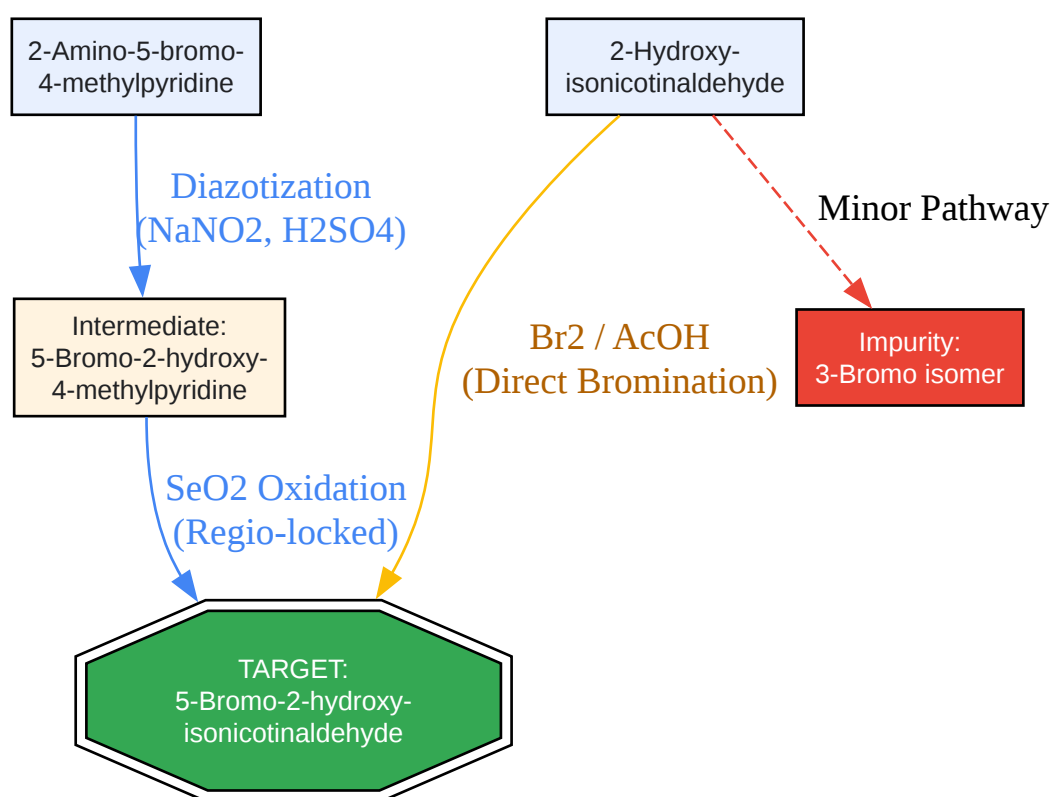 2-Amino-5-bromo-
4-methylpyridine
2-Hydroxy-
isonicotinaldehyde
Diazotization
(NaNO2, H2SO4)
Minor Pathway
Intermediate:
5-Bromo-2-hydroxy-
4-methylpyridine
Br2 / AcOH
(Direct Bromination)
Impurity:
3-Bromo isomer
SeO2 Oxidation
(Regio-locked)
TARGET:
5-Bromo-2-hydroxy-
isonicotinaldehyde